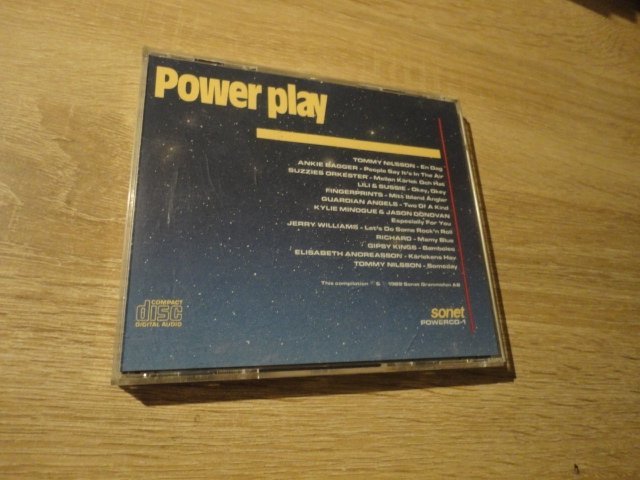 Power play
TOMMY NILSSON - En Dag
ANKIE BAGGER - People Say It's In The Air
SUZZIES ORKESTER - Mellan Kärlek Och Hat
LILI & SUSSIE - Okey, Okey
FINGERPRINTS - Miss Bland Änglar
GUARDIAN ANGELS - Two Of A Kind
KYLIE MINOGUE & JASON DONOVAN
Especially For You
JERRY WILLIAMS - Let's Do Some Rock'n Roll
RICHARD - Mamy Blue
GIPSY KINGS - Bamboleo
ELISABETH ANDREASSON - Kärlekens Hav
TOMMY NILSSON - Someday
This compilation ℗ & © 1989 Sonet Grammofon AB
COMPACT
disc
DIGITAL AUDIO
sonet
POWERCD-1